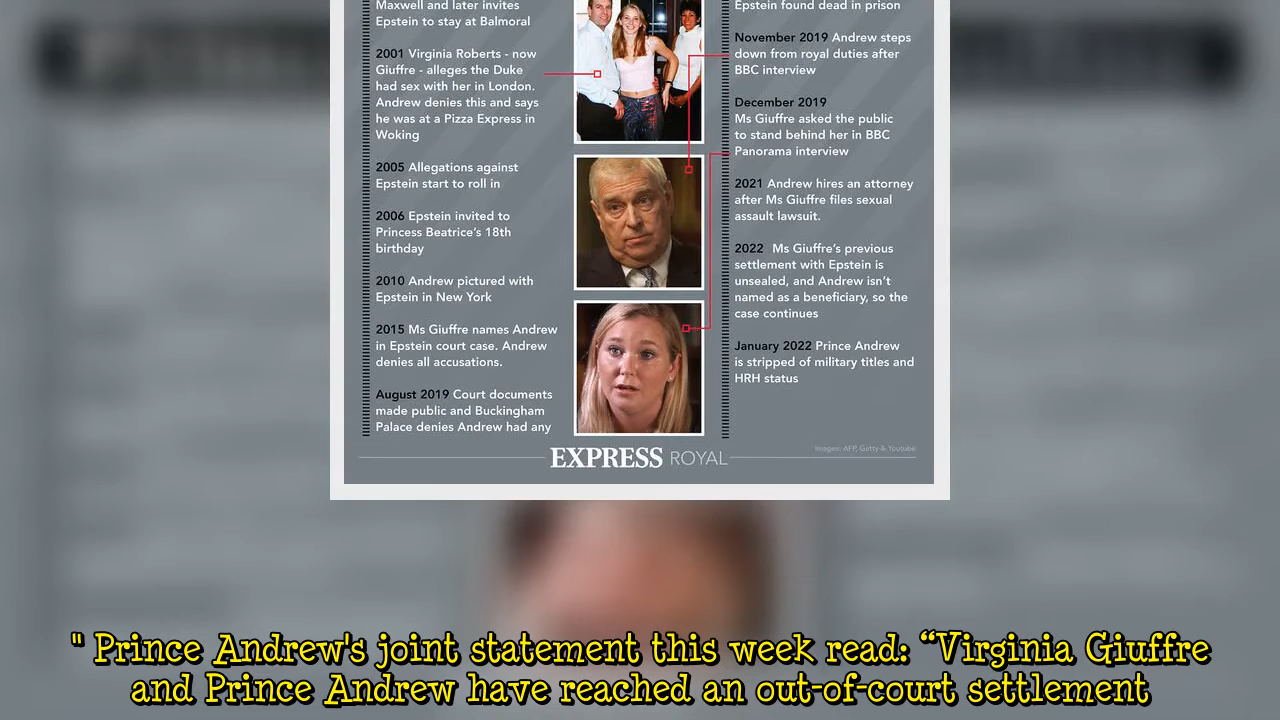 Maxwell and later invites
Epstein to stay at Balmoral
2001 Virginia Roberts - now
Giuffre - alleges the Duke
had sex with her in London.
Andrew denies this and says
he was at a Pizza Express in
Woking
2005 Allegations against
Epstein start to roll in
2006 Epstein invited to
Princess Beatrice's 18th
birthday
2010 Andrew pictured with
Epstein in New York
2015 Ms Giuffre names Andrew
in Epstein court case. Andrew
denies all accusations.
August 2019 Court documents
made public and Buckingham
Palace denies Andrew had any
Epstein found dead in prison
November 2019 Andrew steps
down from royal duties after
BBC interview
December 2019
Ms Giuffre asked the public
to stand behind her in BBC
Panorama interview
2021 Andrew hires an attorney
after Ms Giuffre files sexual
assault lawsuit.
2022 Ms Giuffre's previous
settlement with Epstein is
unsealed, and Andrew isn't
named as a beneficiary, so the
case continues
January 2022 Prince Andrew
is stripped of military titles and
HRH status
Images: AFP, Getty & Youtube
EXPRESS ROYAL
" Prince Andrew's joint statement this week read: “Virginia Giuffre
and Prince Andrew have reached an out-of-court settlement